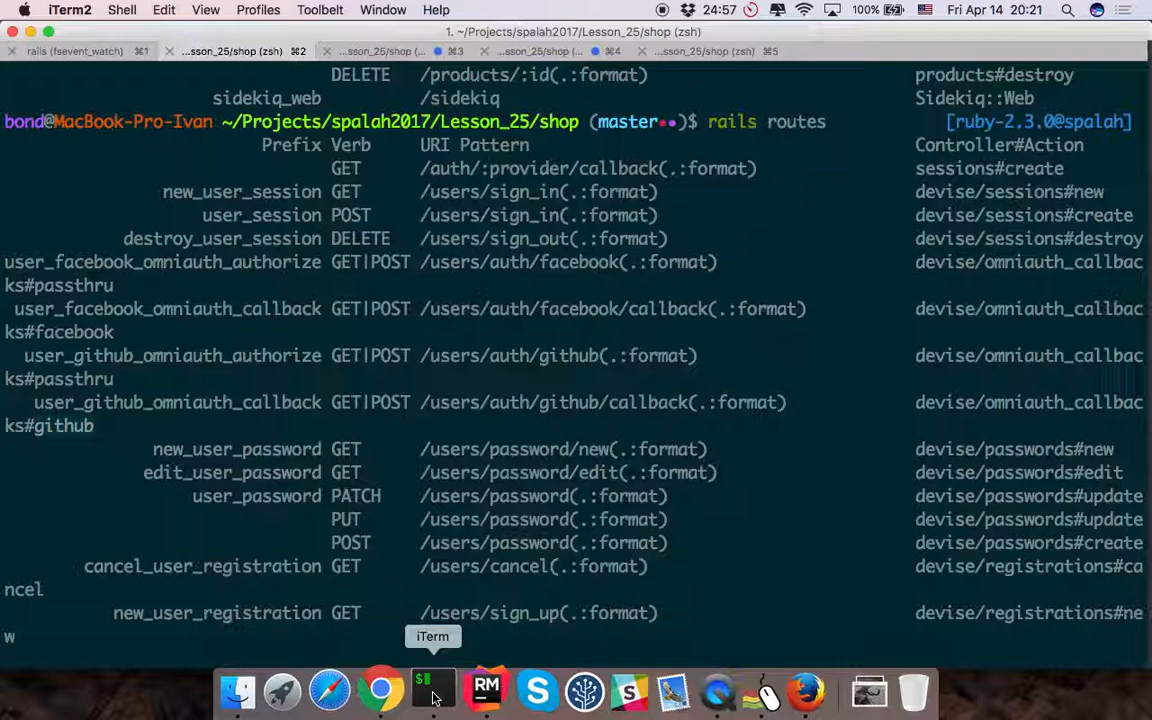 iTerm2 Shell Edit View Profiles Toolbelt Window Help 24:57 100% Fri Apr 14 20:21
1. ~/Projects/spalah2017/Lesson_25/shop (zsh)
rails (fsevent_watch) ⌘1 ...sson_25/shop (zsh) ⌘2 ...sson_25/shop (... ⌘3 ...sson_25/shop (... ⌘4 ...sson_25/shop (zsh) ⌘5
DELETE /products/:id(.:format) products#destroy
sidekiq_web /sidekiq Sidekiq::Web
bond@MacBook-Pro-Ivan ~/Projects/spalah2017/Lesson_25/shop (master••)$ rails routes [ruby-2.3.0@spalah]
Prefix Verb URI Pattern Controller#Action
GET /auth/:provider/callback(.:format) sessions#create
new_user_session GET /users/sign_in(.:format) devise/sessions#new
user_session POST /users/sign_in(.:format) devise/sessions#create
destroy_user_session DELETE /users/sign_out(.:format) devise/sessions#destroy
user_facebook_omniauth_authorize GET|POST /users/auth/facebook(.:format) devise/omniauth_callbac
ks#passthru
user_facebook_omniauth_callback GET|POST /users/auth/facebook/callback(.:format) devise/omniauth_callbac
ks#facebook
user_github_omniauth_authorize GET|POST /users/auth/github(.:format) devise/omniauth_callbac
ks#passthru
user_github_omniauth_callback GET|POST /users/auth/github/callback(.:format) devise/omniauth_callbac
ks#github
new_user_password GET /users/password/new(.:format) devise/passwords#new
edit_user_password GET /users/password/edit(.:format) devise/passwords#edit
user_password PATCH /users/password(.:format) devise/passwords#update
PUT /users/password(.:format) devise/passwords#update
POST /users/password(.:format) devise/passwords#create
cancel_user_registration GET /users/cancel(.:format) devise/registrations#ca
ncel
new_user_registration GET /users/sign_up(.:format) devise/registrations#ne
w
iTerm
$
RM